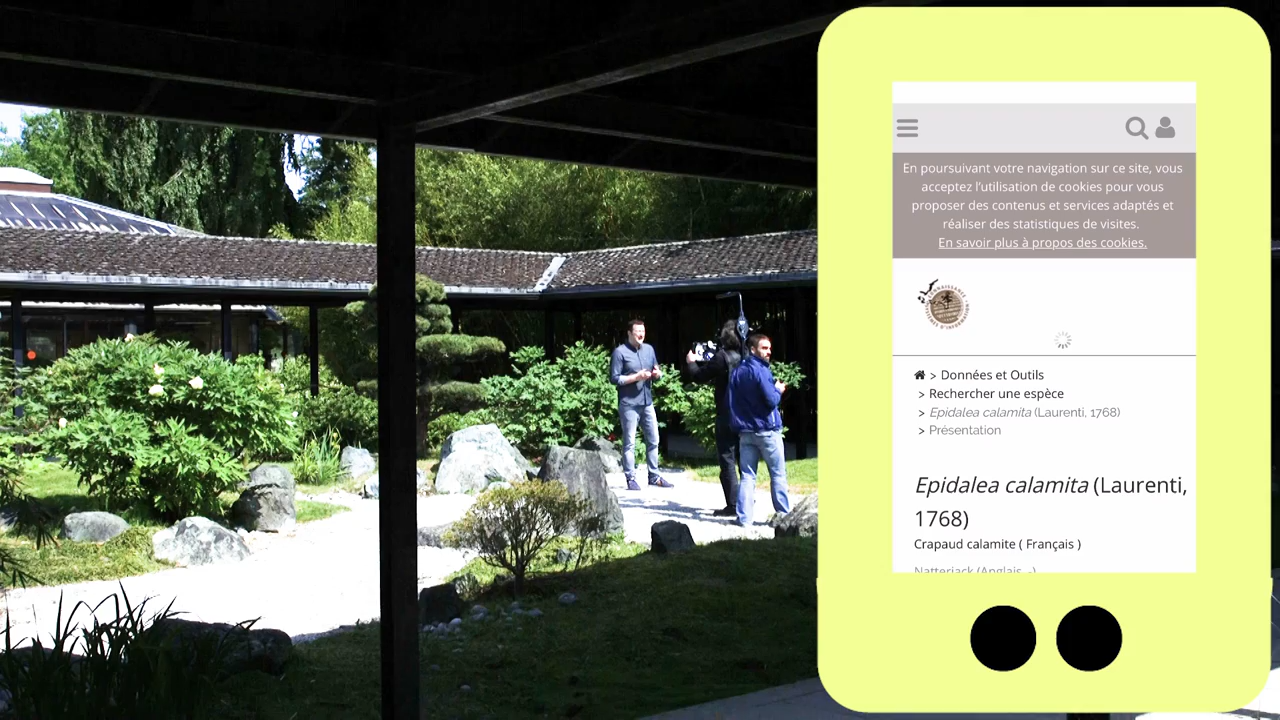 En poursuivant votre navigation sur ce site, vous
acceptez l'utilisation de cookies pour vous
proposer des contenus et services adaptés et
réaliser des statistiques de visites.
En savoir plus à propos des cookies.
> Données et Outils
> Rechercher une espèce
> Epidalea calamita (Laurenti, 1768)
> Présentation
Epidalea calamita (Laurenti,
1768)
Crapaud calamite ( Français )
Natterjack (Anglais, -)